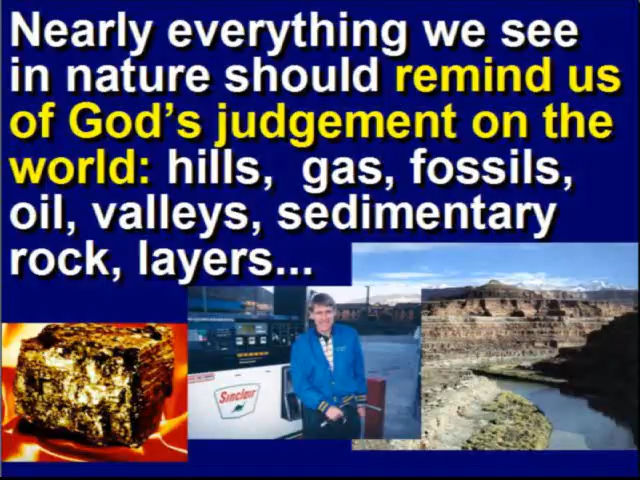 Nearly everything we see
in nature should remind us
of God's judgement on the
world: hills, gas, fossils,
oil, valleys, sedimentary
rock, layers...
Sinclair